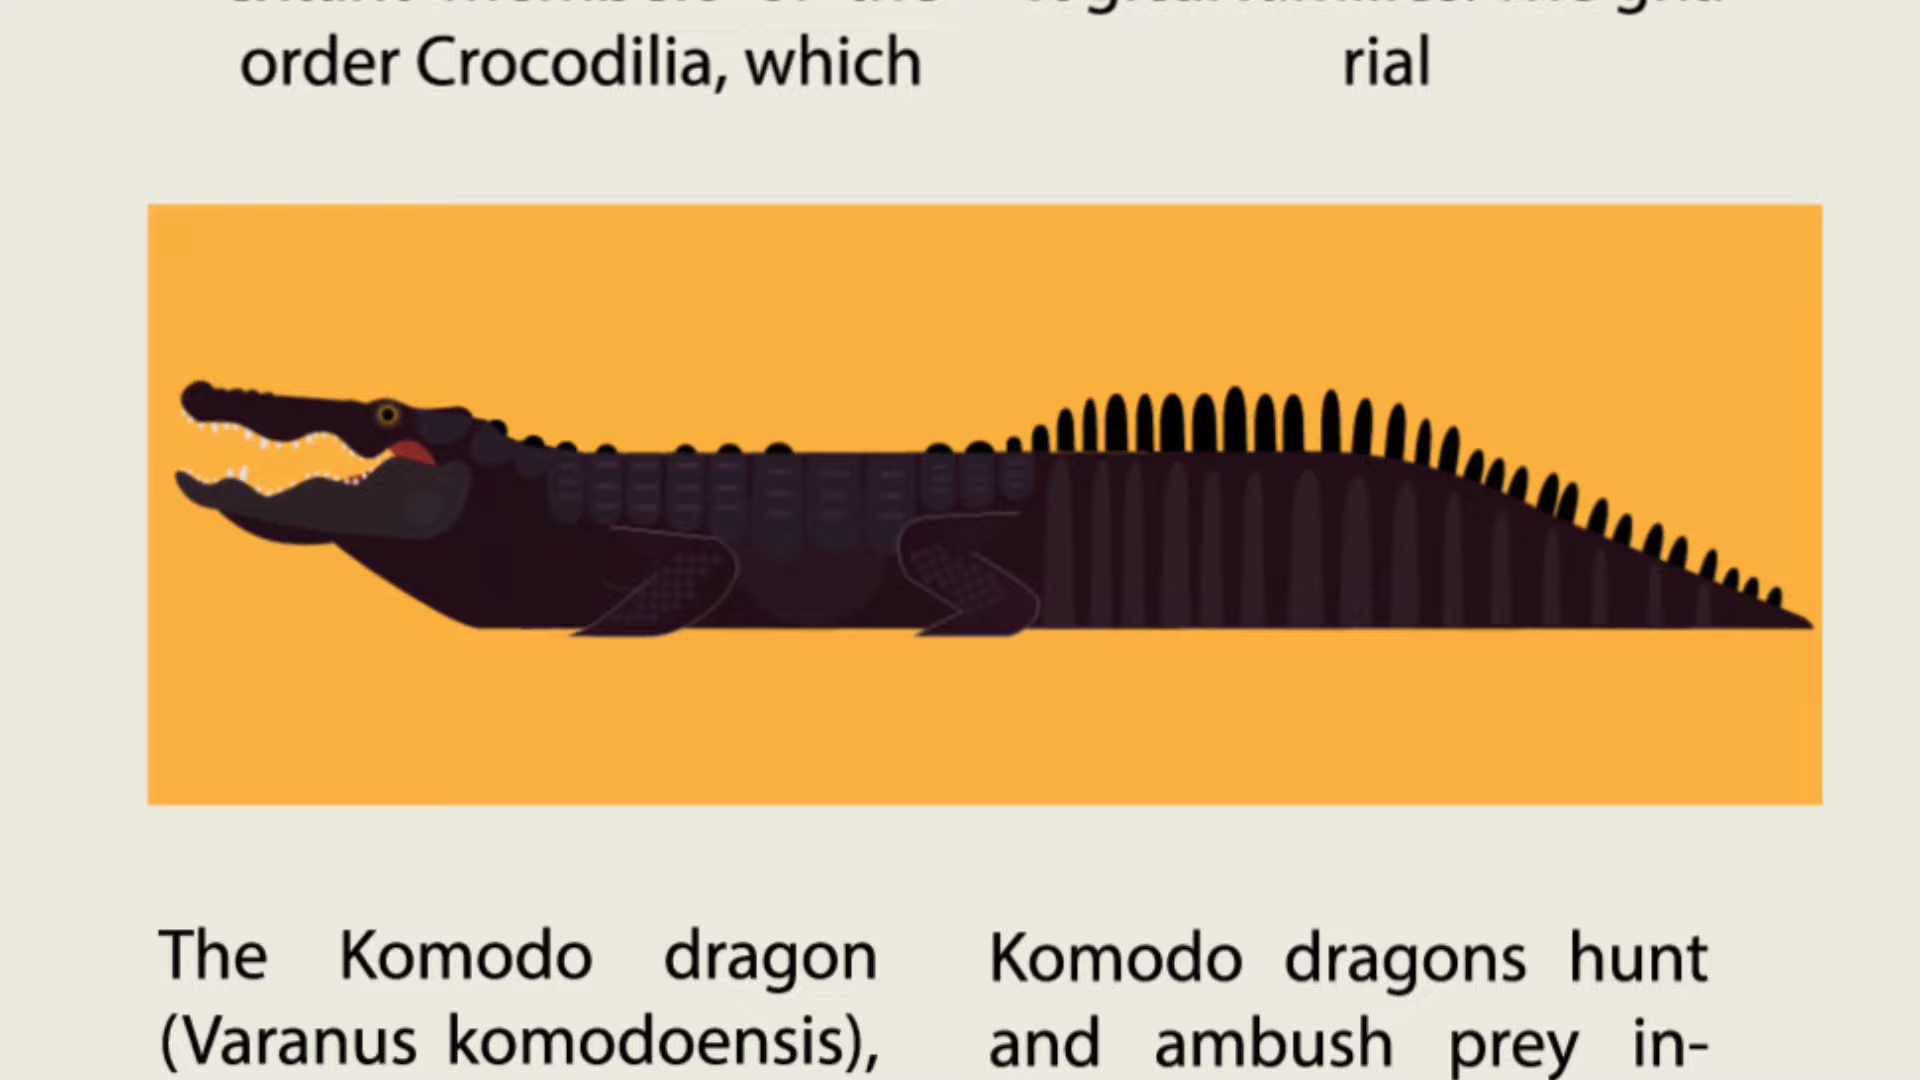 order Crocodilia, which
rial
The Komodo dragon
(Varanus komodoensis),
Komodo dragons hunt
and ambush prey in-